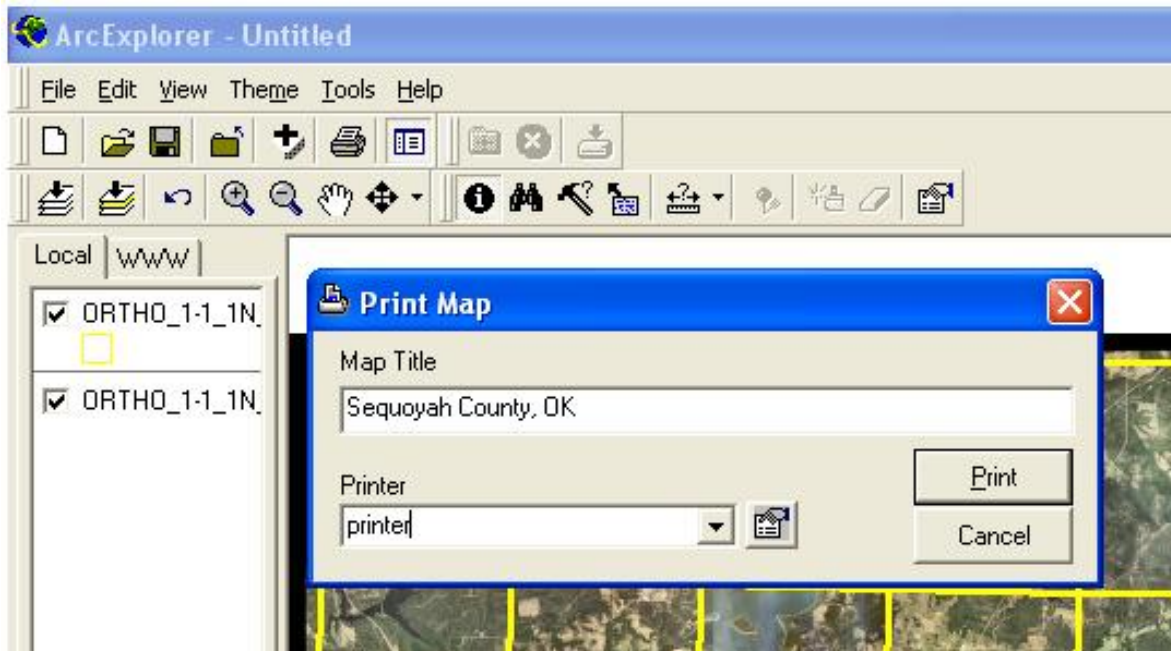 ArcExplorer - Untitled
File Edit View Theme Tools Help
Local WWW
ORTHO_1-1_1N_
ORTHO_1-1_1N_
Print Map
Map Title
Sequoyah County, OK
Printer
printer
Print
Cancel